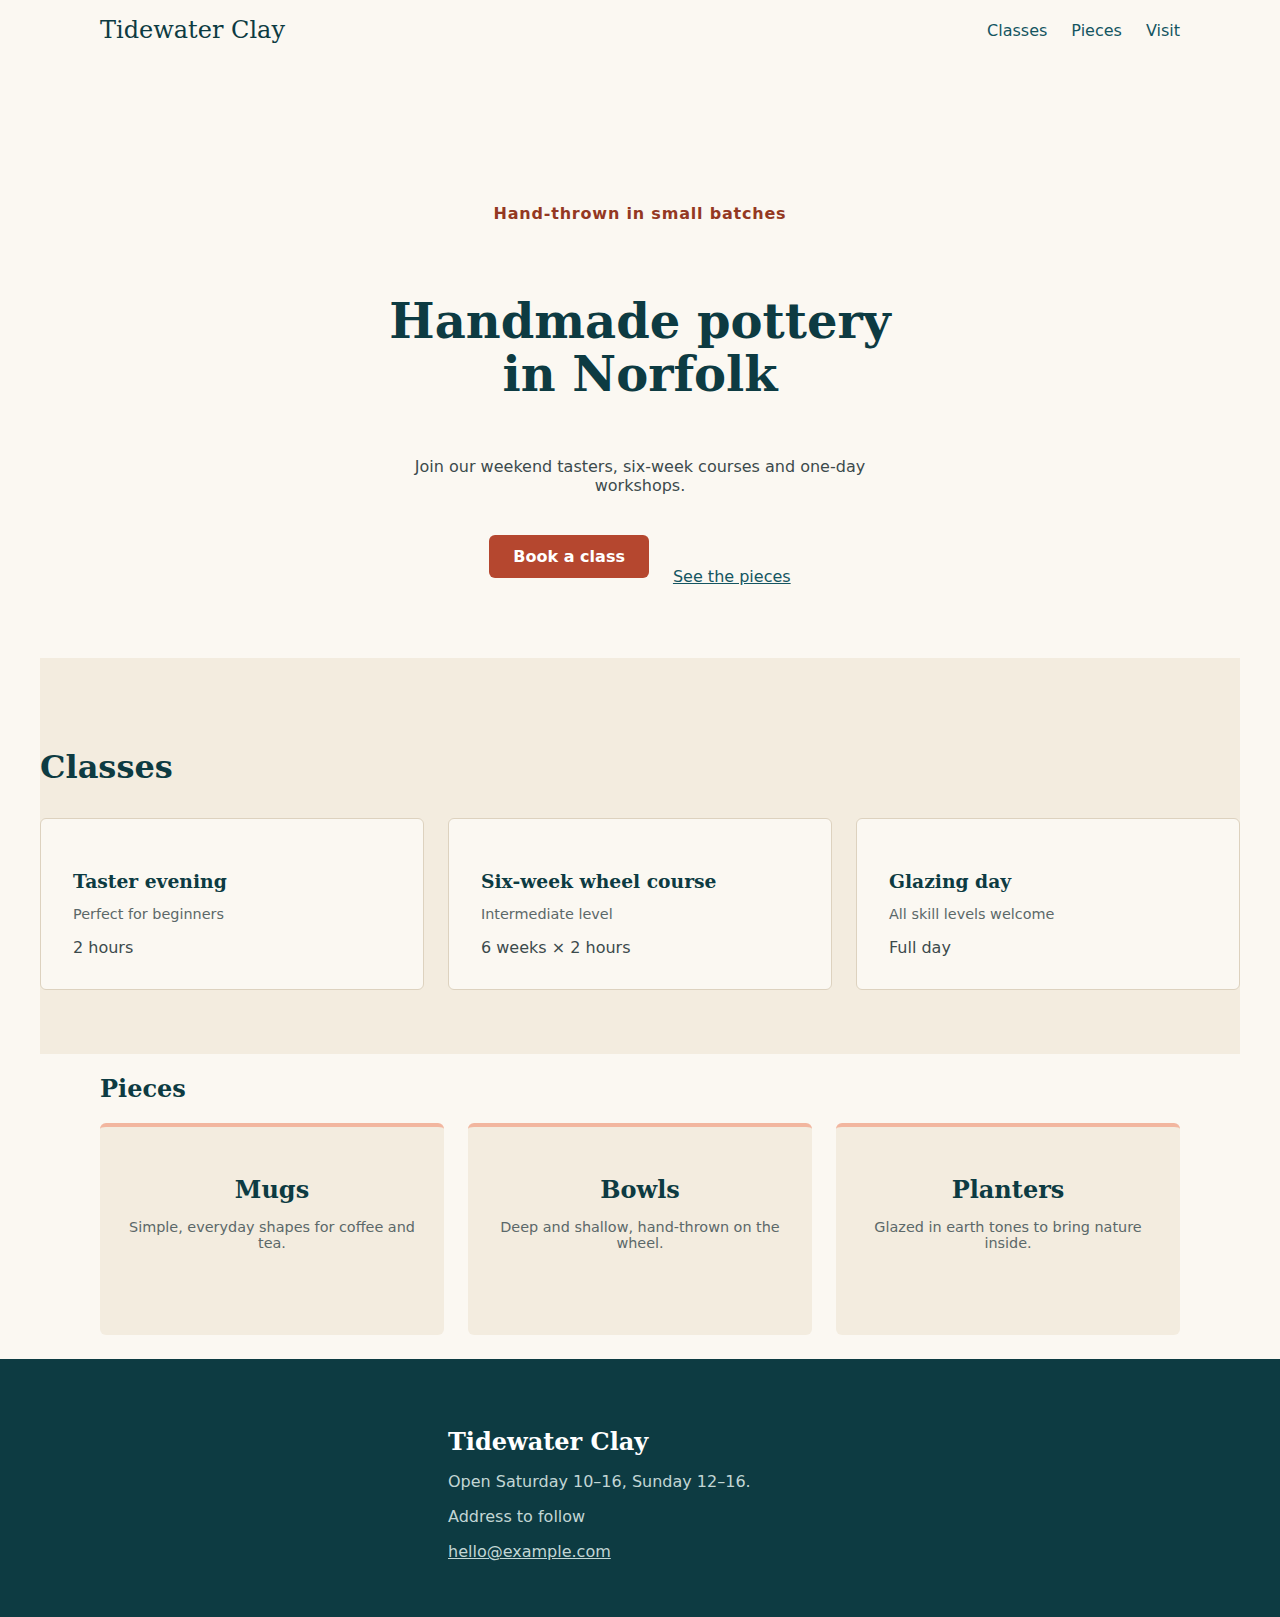 Tidewater Clay
Classes Pieces Visit
Hand-thrown in small batches
Handmade pottery
in Norfolk
Join our weekend tasters, six-week courses and one-day
workshops.
Book a class
See the pieces
Classes
Taster evening
Perfect for beginners
2 hours
Six-week wheel course
Intermediate level
6 weeks × 2 hours
Glazing day
All skill levels welcome
Full day
Pieces
Mugs
Simple, everyday shapes for coffee and
tea.
Bowls
Deep and shallow, hand-thrown on the
wheel.
Planters
Glazed in earth tones to bring nature
inside.
Tidewater Clay
Open Saturday 10–16, Sunday 12–16.
Address to follow
hello@example.com